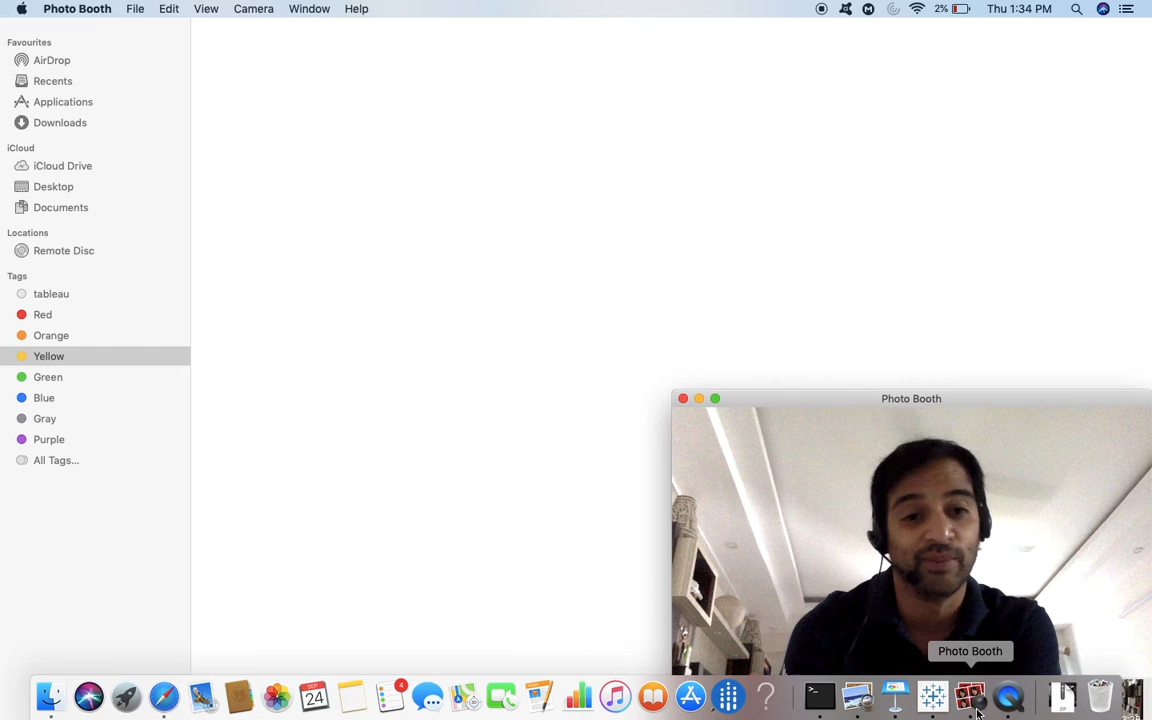 Photo Booth File Edit View Camera Window Help 2% Thu 1:34 PM
Favourites
AirDrop
Recents
Applications
Downloads
iCloud
iCloud Drive
Desktop
Documents
Locations
Remote Disc
Tags
tableau
Red
Orange
Yellow
Green
Blue
Gray
Purple
All Tags...
Photo Booth
Photo Booth
SEP
24
4